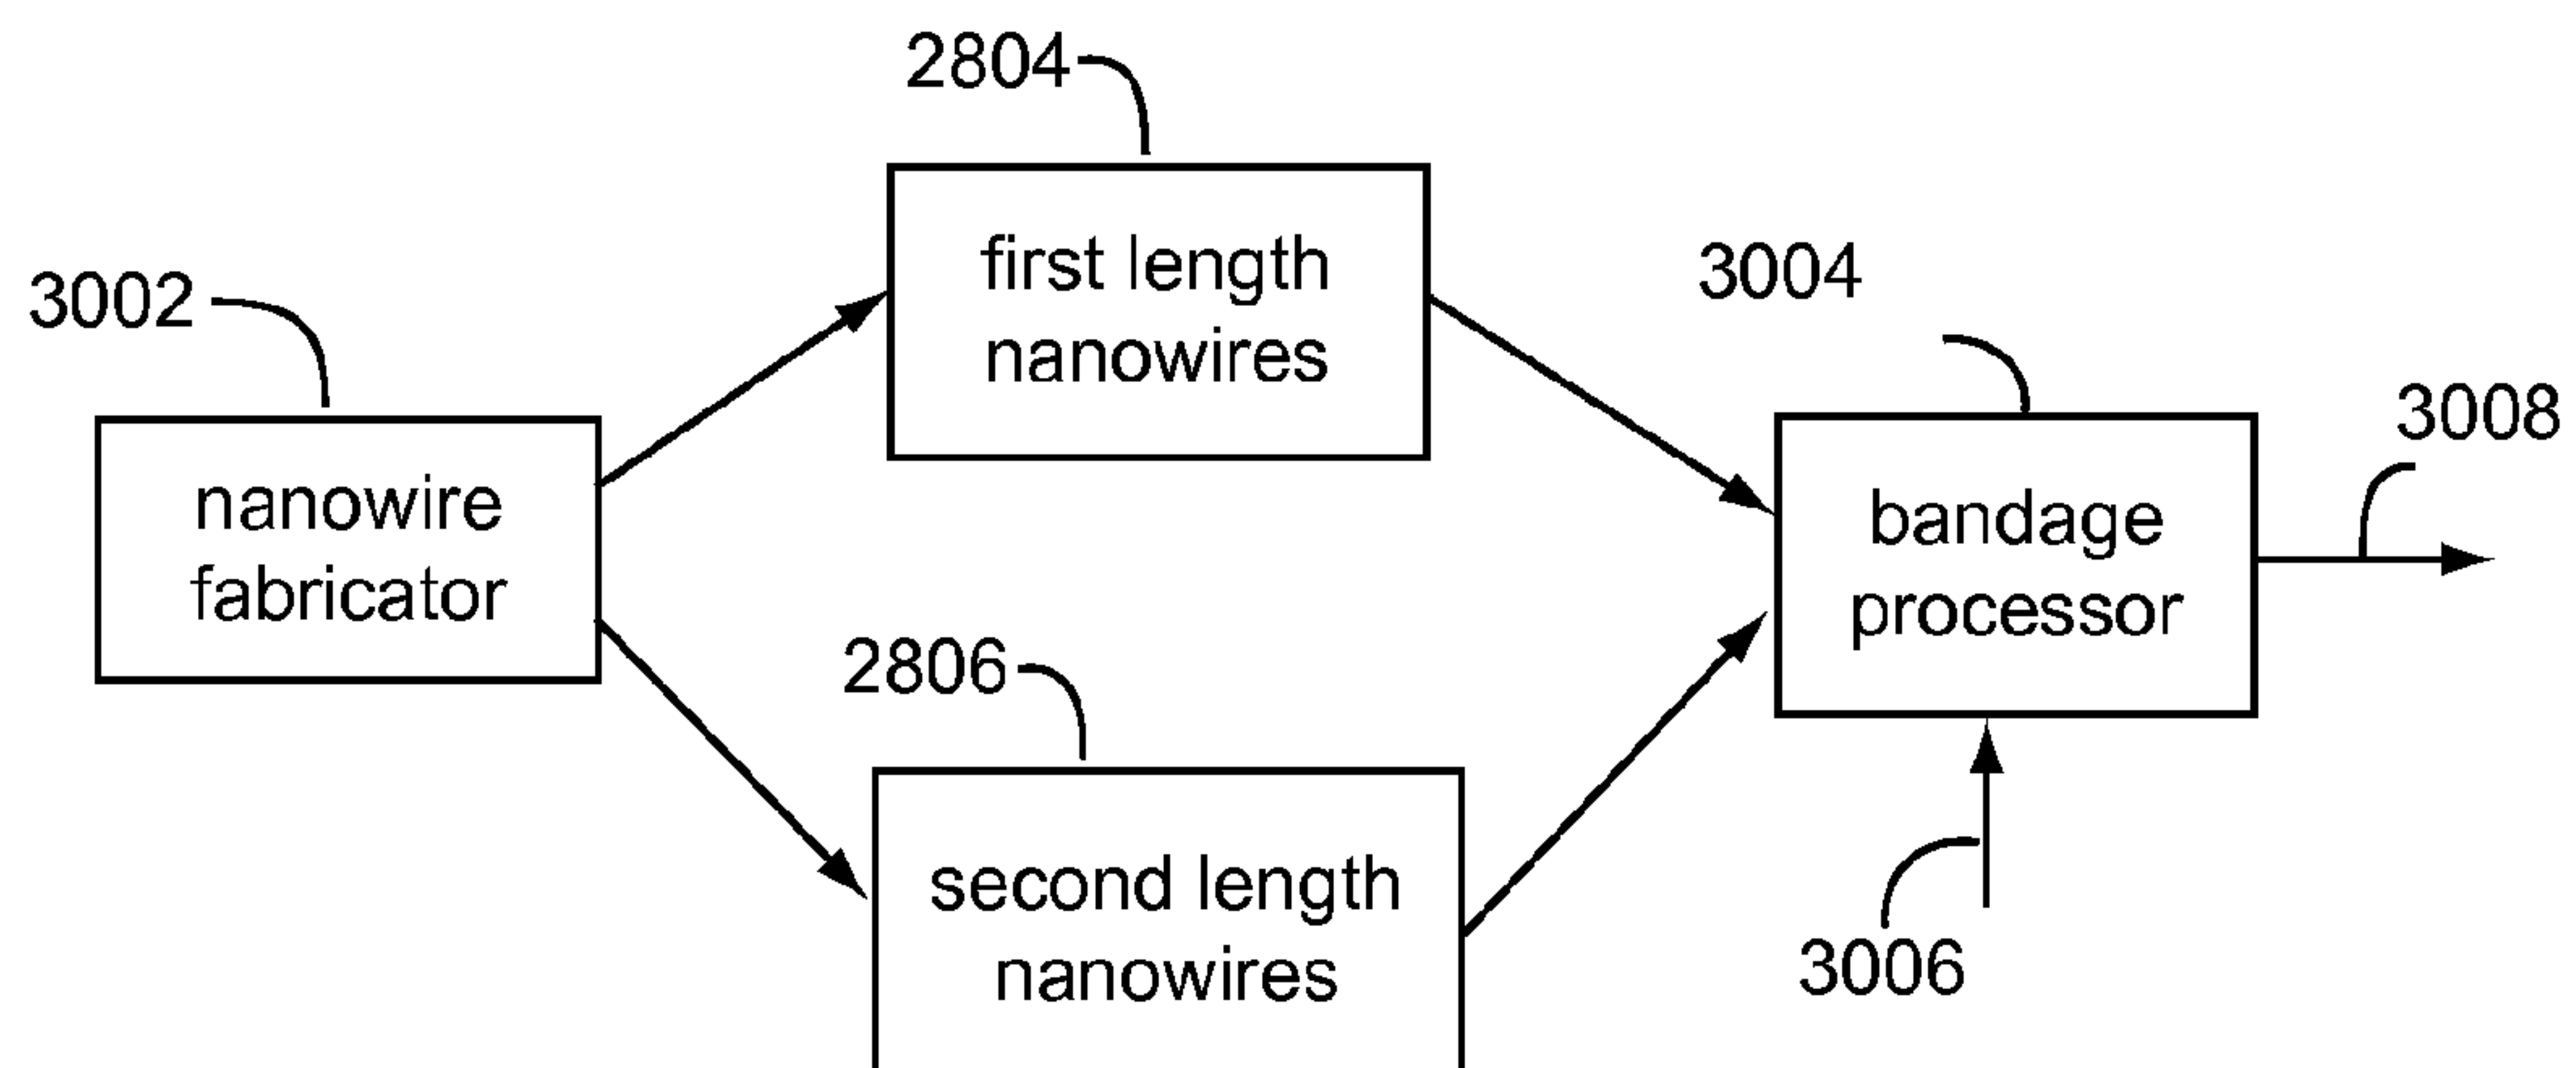 2804
first length
nanowires
3002
3004
3008
nanowire
fabricator
bandage
processor
2806
second length
nanowires
3006